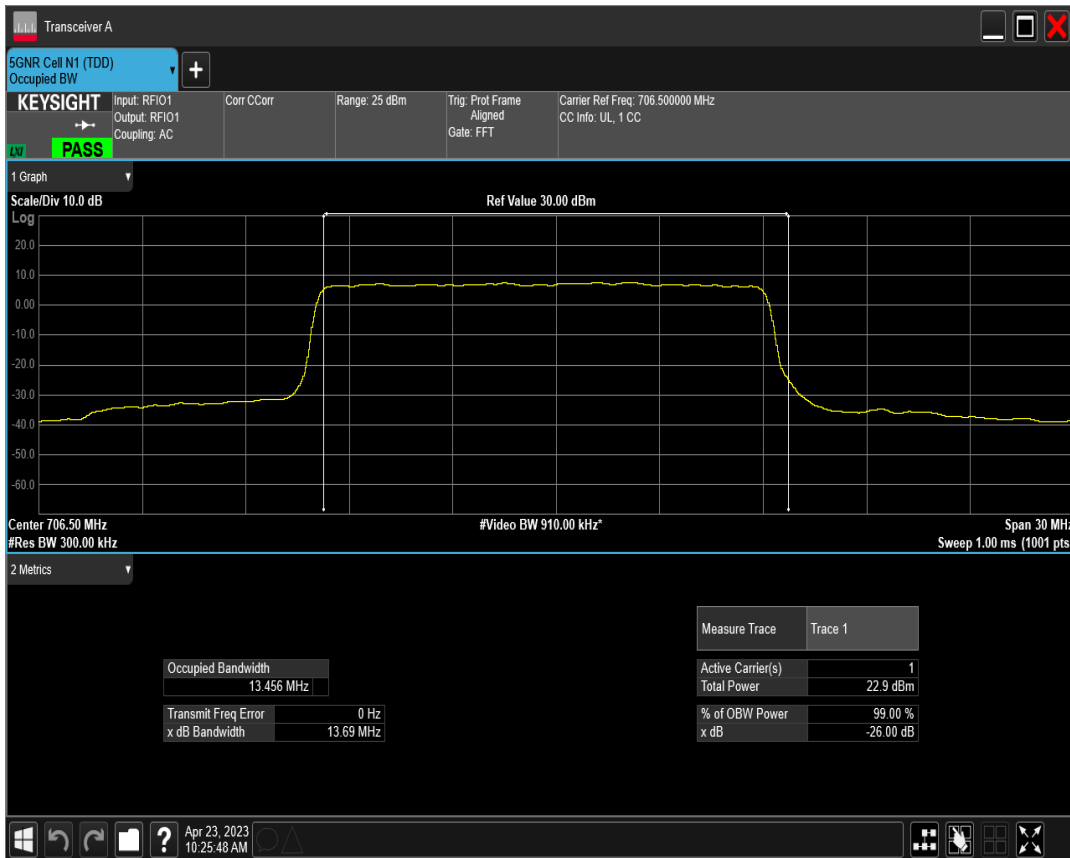 Transceiver A
5GNR Cell N1 (TDD)
Occupied BW
+
KEYSIGHT
LXI
PASS
Input: RFIO1
Output: RFIO1
Coupling: AC
Corr CCorr
Range: 25 dBm
Trig: Prot Frame
Aligned
Gate: FFT
Carrier Ref Freq: 706.500000 MHz
CC Info: UL, 1 CC
1 Graph
Scale/Div 10.0 dB
Ref Value 30.00 dBm
Log
20.0
10.0
0.00
-10.0
-20.0
-30.0
-40.0
-50.0
-60.0
Center 706.50 MHz
#Video BW 910.00 kHz*
Span 30 MHz
#Res BW 300.00 kHz
Sweep 1.00 ms (1001 pts
2 Metrics
Measure Trace Trace 1
Occupied Bandwidth
13.456 MHz
Active Carrier(s) 1
Total Power 22.9 dBm
Transmit Freq Error 0 Hz
x dB Bandwidth 13.69 MHz
% of OBW Power 99.00 %
x dB -26.00 dB
?
Apr 23, 2023
10:25:48 AM